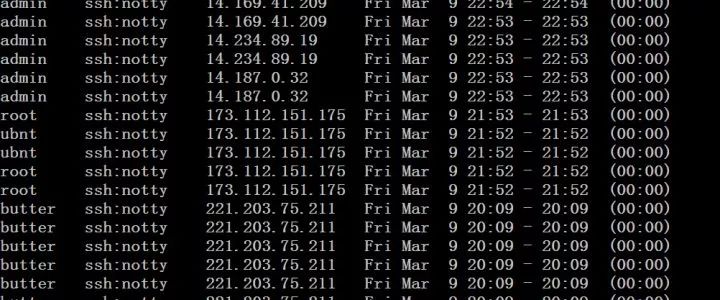 admin ssh:notty 14.169.41.209 Fri Mar 9 22:54 - 22:54 (00:00)
admin ssh:notty 14.169.41.209 Fri Mar 9 22:53 - 22:53 (00:00)
admin ssh:notty 14.234.89.19 Fri Mar 9 22:53 - 22:53 (00:00)
admin ssh:notty 14.234.89.19 Fri Mar 9 22:53 - 22:53 (00:00)
admin ssh:notty 14.187.0.32 Fri Mar 9 22:53 - 22:53 (00:00)
admin ssh:notty 14.187.0.32 Fri Mar 9 22:53 - 22:53 (00:00)
root ssh:notty 173.112.151.175 Fri Mar 9 21:53 - 21:53 (00:00)
ubnt ssh:notty 173.112.151.175 Fri Mar 9 21:52 - 21:52 (00:00)
ubnt ssh:notty 173.112.151.175 Fri Mar 9 21:52 - 21:52 (00:00)
root ssh:notty 173.112.151.175 Fri Mar 9 21:52 - 21:52 (00:00)
root ssh:notty 173.112.151.175 Fri Mar 9 21:52 - 21:52 (00:00)
butter ssh:notty 221.203.75.211 Fri Mar 9 20:09 - 20:09 (00:00)
butter ssh:notty 221.203.75.211 Fri Mar 9 20:09 - 20:09 (00:00)
butter ssh:notty 221.203.75.211 Fri Mar 9 20:09 - 20:09 (00:00)
butter ssh:notty 221.203.75.211 Fri Mar 9 20:09 - 20:09 (00:00)
butter ssh:notty 221.203.75.211 Fri Mar 9 20:09 - 20:09 (00:00)